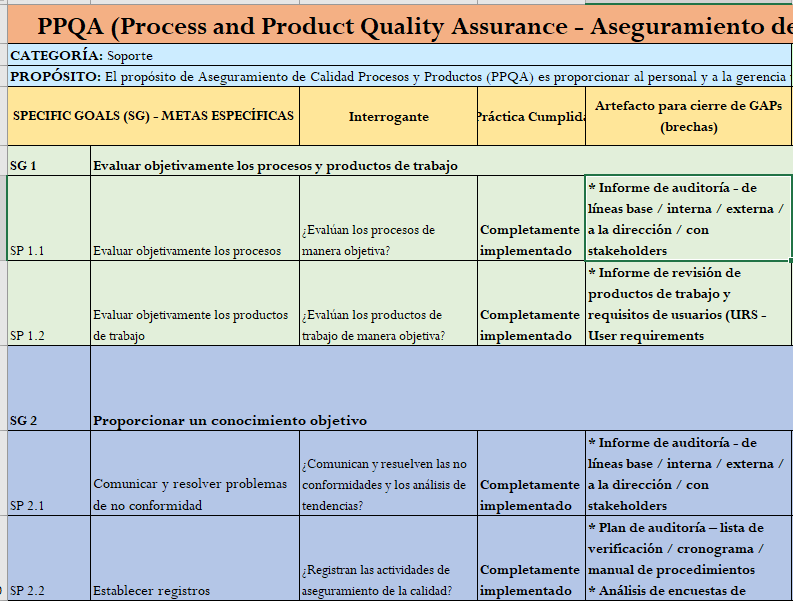 PPQA (Process and Product Quality Assurance - Aseguramiento de
CATEGORÍA: Soporte
PROPÓSITO: El propósito de Aseguramiento de Calidad Procesos y Productos (PPQA) es proporcionar al personal y a la gerencia
SPECIFIC GOALS (SG) - METAS ESPECÍFICAS
Interrogante
Práctica Cumplida
Artefacto para cierre de GAPs
(brechas)
SG 1
Evaluar objetivamente los procesos y productos de trabajo
SP 1.1
Evaluar objetivamente los procesos
¿Evalúan los procesos de
manera objetiva?
Completamente
implementado
* Informe de auditoría - de
líneas base / interna / externa /
a la dirección / con
stakeholders
SP 1.2
Evaluar objetivamente los productos
de trabajo
¿Evalúan los productos de
trabajo de manera objetiva?
Completamente
implementado
* Informe de revisión de
productos de trabajo y
requisitos de usuarios (URS -
User requirements
SG 2
Proporcionar un conocimiento objetivo
SP 2.1
Comunicar y resolver problemas
de no conformidad
¿Comunican y resuelven las no
conformidades y los análisis de
tendencias?
Completamente
implementado
* Informe de auditoría - de
líneas base / interna / externa /
a la dirección / con
stakeholders
SP 2.2
Establecer registros
¿Registran las actividades de
aseguramiento de la calidad?
Completamente
implementado
* Plan de auditoría – lista de
verificación / cronograma /
manual de procedimientos
* Análisis de encuestas de